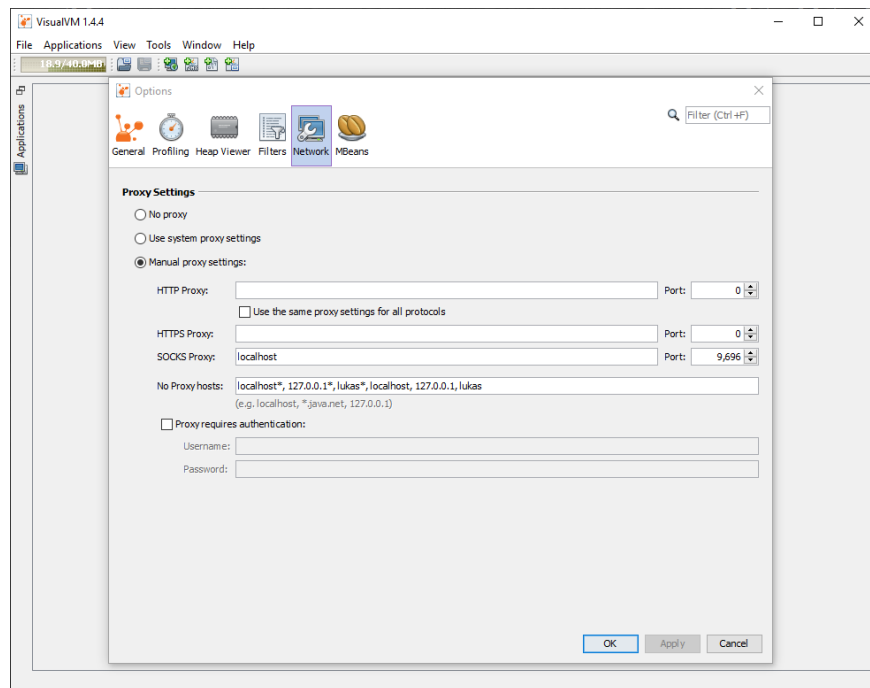 VisualVM 1.4.4
File Applications View Tools Window Help
18.9/40.0MB
Applications
Options
Filter (Ctrl+F)
General Profiling Heap Viewer Filters Network MBeans
Proxy Settings
No proxy
Use system proxy settings
Manual proxy settings:
HTTP Proxy: Port: 0
Use the same proxy settings for all protocols
HTTPS Proxy: Port: 0
SOCKS Proxy: localhost Port: 9,696
No Proxy hosts: localhost*, 127.0.0.1*, lukas*, localhost, 127.0.0.1, lukas
(e.g. localhost, *.java.net, 127.0.0.1)
Proxy requires authentication:
Username:
Password:
OK Apply Cancel